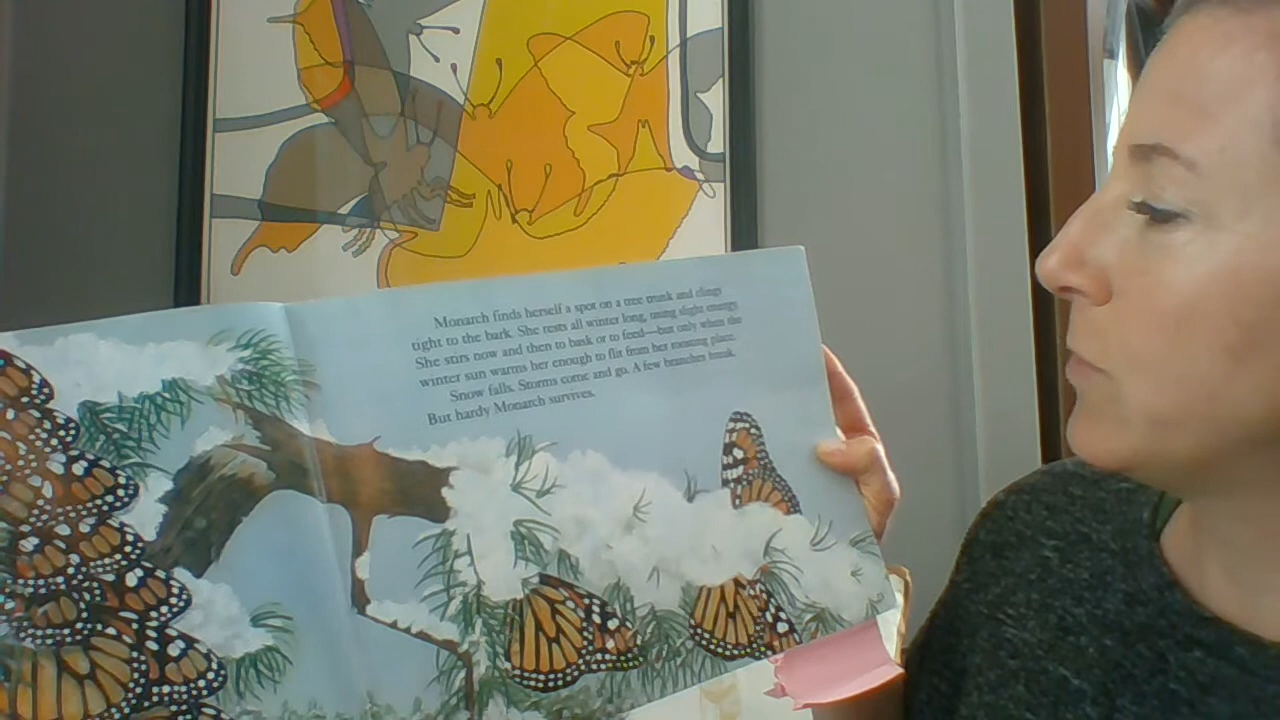 Monarch finds herself a spot on a tree trunk and clings
tight to the bark. She rests all winter long, using slight energy.
She stirs now and then to bask or to feed—but only when the
winter sun warms her enough to flit from her roosting place.
Snow falls. Storms come and go. A few branches break.
But hardy Monarch survives.